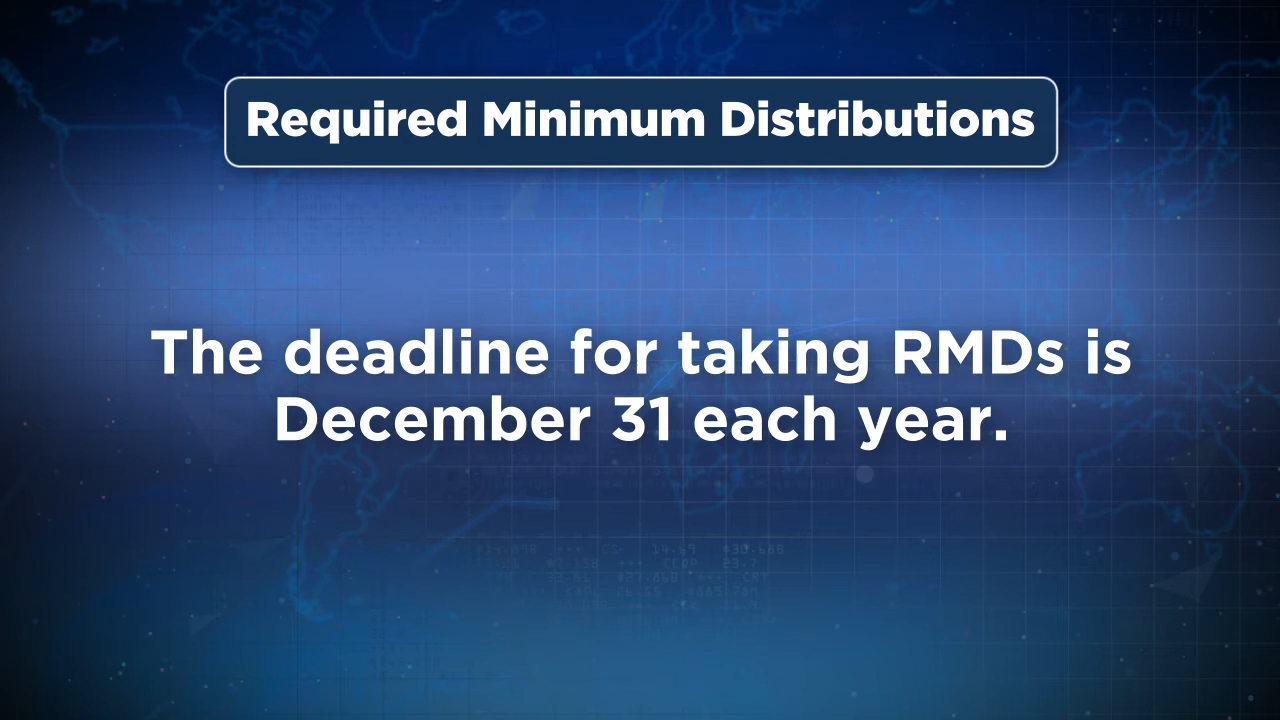 Required Minimum Distributions
The deadline for taking RMDs is
December 31 each year.